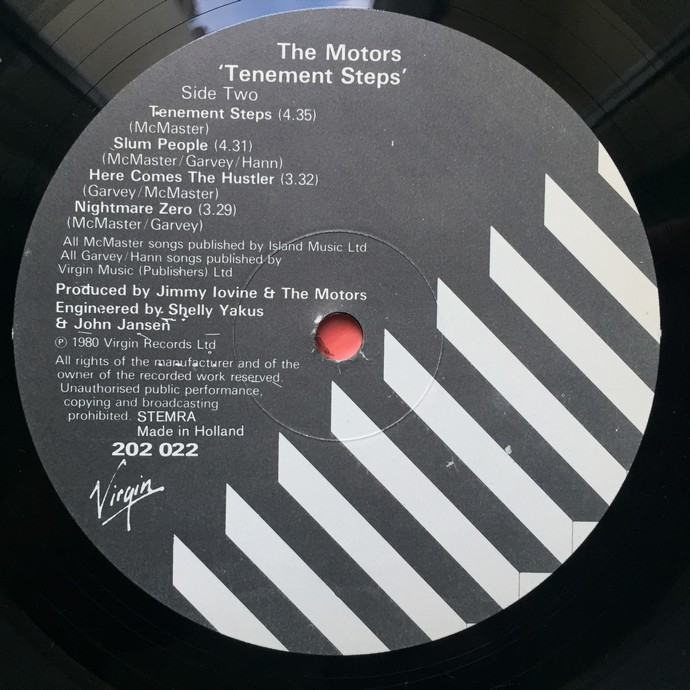 The Motors
'Tenement Steps'
Side Two
Tenement Steps (4.35)
(McMaster)
Slum People (4.31)
(McMaster/Garvey/Hann)
Here Comes The Hustler (3.32)
(Garvey/McMaster)
Nightmare Zero (3.29)
(McMaster/Garvey)
All McMaster songs published by Island Music Ltd
All Garvey/Hann songs published by
Virgin Music (Publishers) Ltd
Produced by Jimmy Iovine & The Motors
Engineered by Shelly Yakus
& John Jansen
℗ 1980 Virgin Records Ltd
All rights of the manufacturer and of the
owner of the recorded work reserved.
Unauthorised public performance,
copying and broadcasting
prohibited. STEMRA
Made in Holland
202 022
Virgin